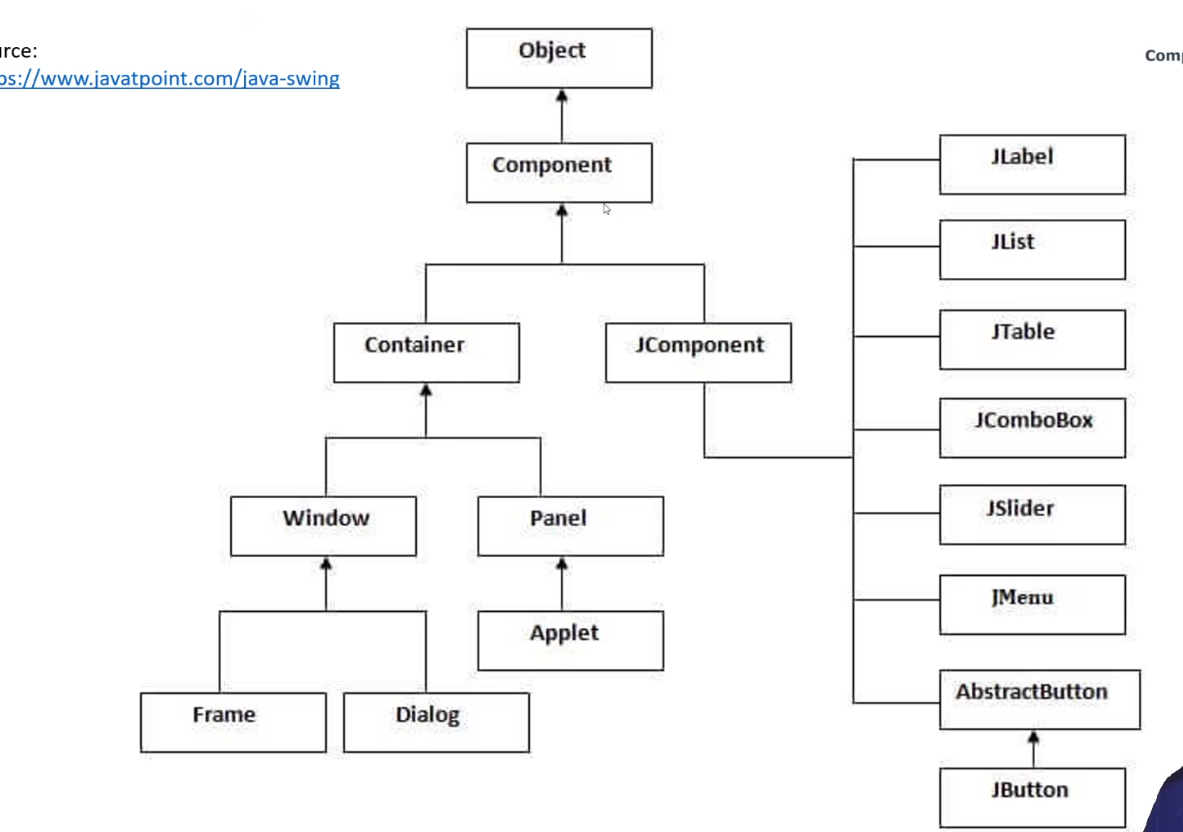 urce:
ps://www.javatpoint.com/java-swing
Object
Comp
Component
JLabel
JList
Container
JComponent
JTable
JComboBox
Window
Panel
JSlider
Applet
JMenu
Frame
Dialog
AbstractButton
JButton